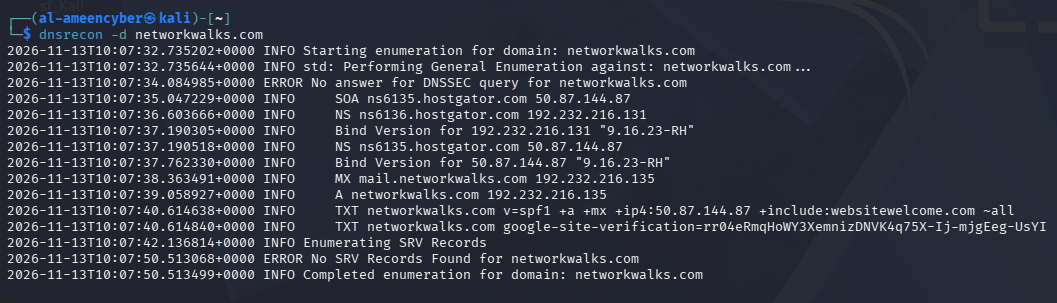 sf_Kali
┌──(al-ameencyber㉿kali)-[~]
└─$ dnsrecon -d networkwalks.com
2026-11-13T10:07:32.735202+0000 INFO Starting enumeration for domain: networkwalks.com
2026-11-13T10:07:32.735644+0000 INFO std: Performing General Enumeration against: networkwalks.com...
2026-11-13T10:07:34.084985+0000 ERROR No answer for DNSSEC query for networkwalks.com
2026-11-13T10:07:35.047229+0000 INFO      SOA ns6135.hostgator.com 50.87.144.87
2026-11-13T10:07:36.603666+0000 INFO      NS ns6136.hostgator.com 192.232.216.131
2026-11-13T10:07:37.190305+0000 INFO      Bind Version for 192.232.216.131 "9.16.23-RH"
2026-11-13T10:07:37.190518+0000 INFO      NS ns6135.hostgator.com 50.87.144.87
2026-11-13T10:07:37.762330+0000 INFO      Bind Version for 50.87.144.87 "9.16.23-RH"
2026-11-13T10:07:38.363491+0000 INFO      MX mail.networkwalks.com 192.232.216.135
2026-11-13T10:07:39.058927+0000 INFO      A networkwalks.com 192.232.216.135
2026-11-13T10:07:40.614638+0000 INFO      TXT networkwalks.com v=spf1 +a +mx +ip4:50.87.144.87 +include:websitewelcome.com ~all
2026-11-13T10:07:40.614840+0000 INFO      TXT networkwalks.com google-site-verification=rr04eRmqHoWY3XemnizDNVK4q75X-Ij-mjgEeg-UsYI
2026-11-13T10:07:42.136814+0000 INFO Enumerating SRV Records
2026-11-13T10:07:50.513068+0000 ERROR No SRV Records Found for networkwalks.com
2026-11-13T10:07:50.513499+0000 INFO Completed enumeration for domain: networkwalks.com